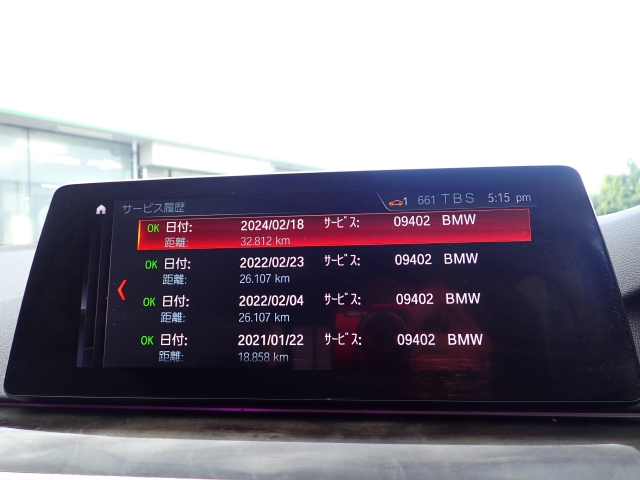 サービス履歴 1 661 TBS 5:15 pm
OK 日付: 2024/02/18 ｻｰﾋﾞｽ: 09402 BMW
距離: 32.812 km
OK 日付: 2022/02/23 ｻｰﾋﾞｽ: 09402 BMW
距離: 26.107 km
OK 日付: 2022/02/04 ｻｰﾋﾞｽ: 09402 BMW
距離: 26.107 km
OK 日付: 2021/01/22 ｻｰﾋﾞｽ: 09402 BMW
距離: 18.858 km